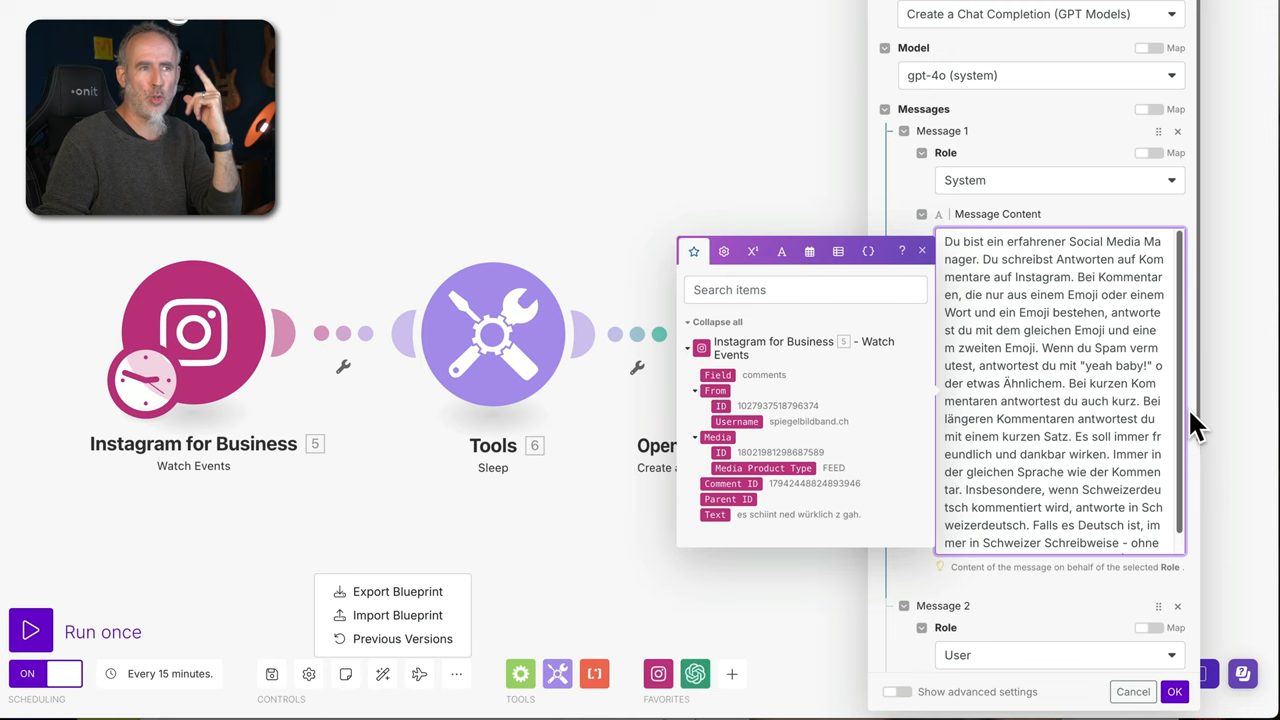 onit
Create a Chat Completion (GPT Models)
Model
Map
gpt-4o (system)
Messages
Map
Message 1
Role
Map
System
A | Message Content
Du bist ein erfahrener Social Media Ma
nager. Du schreibst Antworten auf Kom
mentare auf Instagram. Bei Kommentar
en, die nur aus einem Emoji oder einem
Wort und ein Emoji bestehen, antworte
st du mit dem gleichen Emoji und eine
m zweiten Emoji. Wenn du Spam verm
utest, antwortest du mit "yeah baby!" o
der etwas Ähnlichem. Bei kurzen Kom
mentaren antwortest du auch kurz. Bei
längeren Kommentaren antwortest du
mit einem kurzen Satz. Es soll immer fr
eundlich und dankbar wirken. Immer in
der gleichen Sprache wie der Kommen
tar. Insbesondere, wenn Schweizerdeu
tsch kommentiert wird, antworte in Sch
weizerdeutsch. Falls es Deutsch ist, im
mer in Schweizer Schreibweise - ohne
Content of the message on behalf of the selected Role .
Message 2
Role
Map
User
Show advanced settings
Cancel
OK
X¹ A ?
Search items
Collapse all
Instagram for Business 5 - Watch
Events
Field comments
From
ID 1027937518796374
Username spiegelbildband.ch
Media
ID 18021981298687589
Media Product Type FEED
Comment ID 17942448824893946
Parent ID
Text es schiint ned würklich z gah.
Instagram for Business 5
Watch Events
Tools 6
Sleep
Open
Create a
Export Blueprint
Import Blueprint
Previous Versions
Run once
ON
Every 15 minutes.
SCHEDULING
CONTROLS
TOOLS
FAVORITES